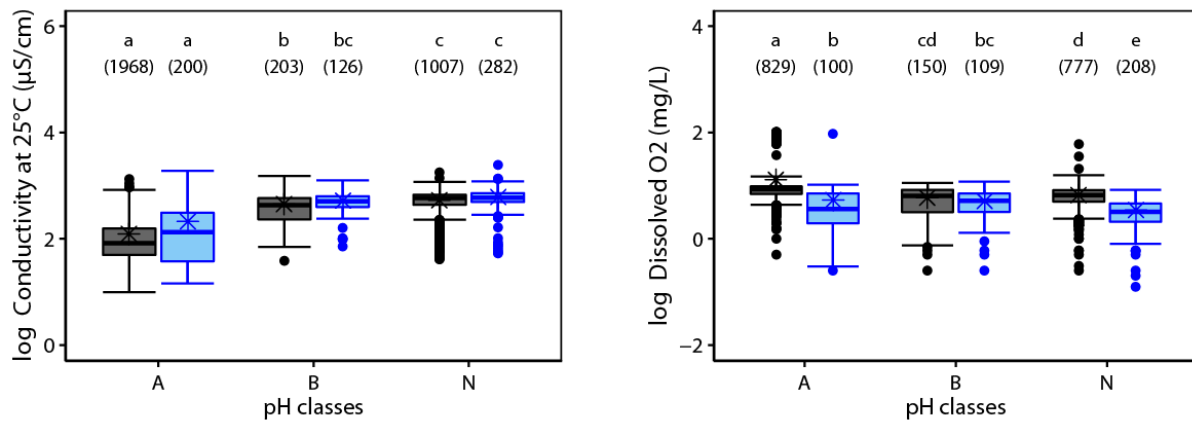 log Conductivity at 25°C (µS/cm)
6
4
2
0
a a b bc c c
(1968) (200) (203) (126) (1007) (282)
A B N
pH classes
log Dissolved O2 (mg/L)
4
2
0
−2
a b cd bc d e
(829) (100) (150) (109) (777) (208)
A B N
pH classes